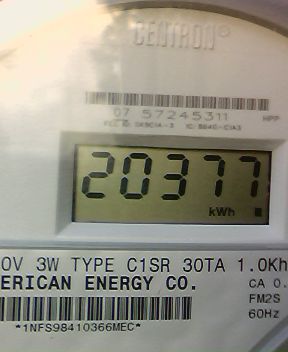 CENTRON®
07 57245311 HPP
20377
kWh
0V 3W TYPE C1SR 30TA 1.0Kh
ERICAN ENERGY CO. CA 0.
FM2S
60Hz
*1NFS98410366MEC*